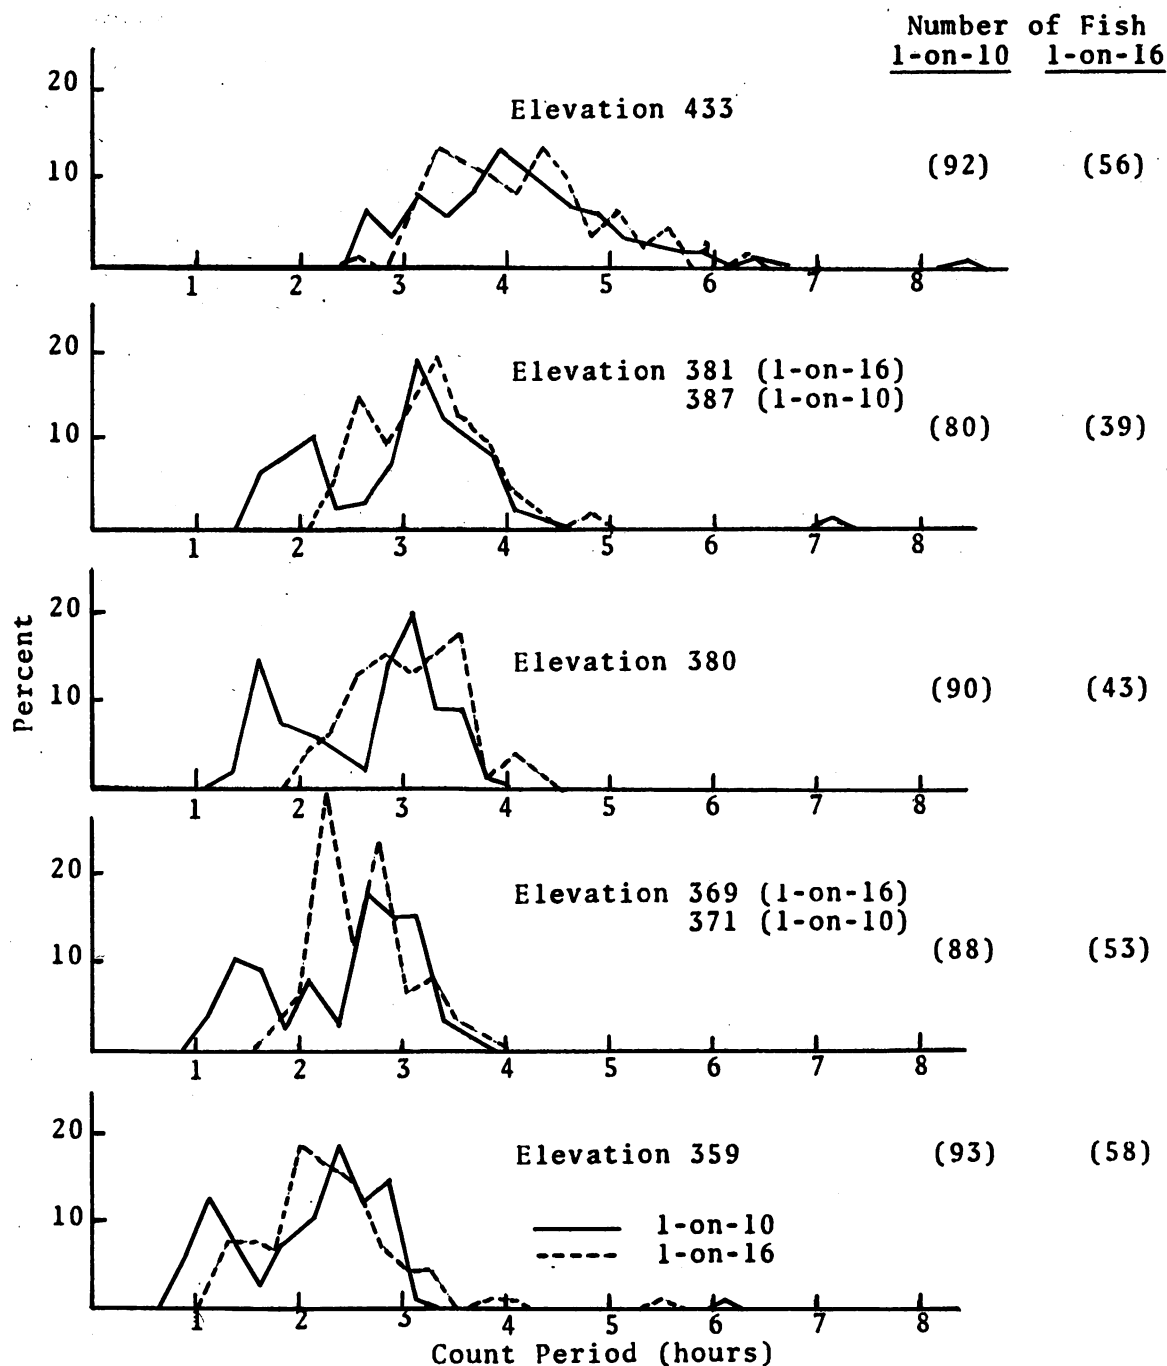 Number of Fish
1-on-10 1-on-16
20
Elevation 433
10
(92) (56)
1 2 3 4 5 6 7 8
20
Elevation 381 (1-on-16)
387 (1-on-10)
10
(80) (39)
1 2 3 4 5 6 7 8
20
Elevation 380
10
(90) (43)
1 2 3 4 5 6 7 8
20
Elevation 369 (1-on-16)
371 (1-on-10)
10
(88) (53)
1 2 3 4 5 6 7 8
20
Elevation 359
(93) (58)
10
1-on-10
1-on-16
1 2 3 4 5 6 7 8
Count Period (hours)
Percent